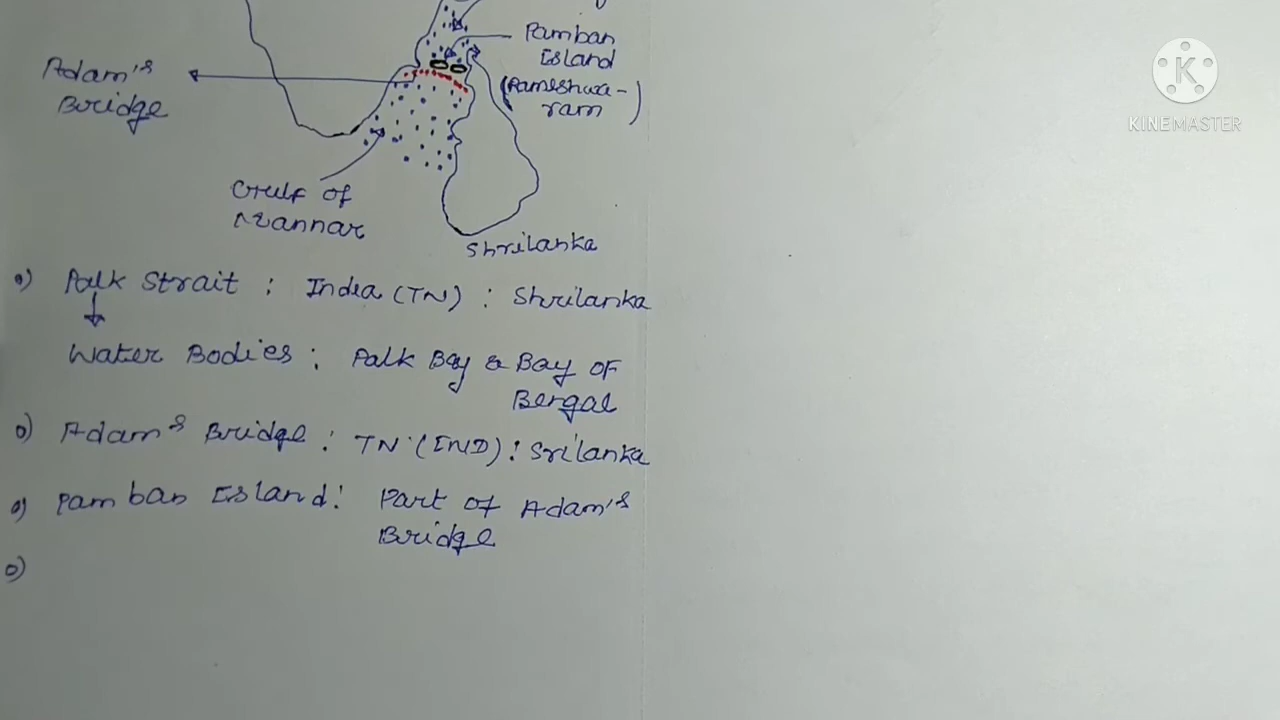 Pamban
Island
(Rameshwa-
ram)
Adam's
Bridge
Gulf of
Mannar
Shrilanka
o) Palk Strait : India (TN) : Shrilanka
Water Bodies : Palk Bay & Bay of
Bengal
o) Adam's Bridge : TN (IND) : Srilanka
o) Pamban Island : Part of Adam's
Bridge
o)
K
KINEMASTER